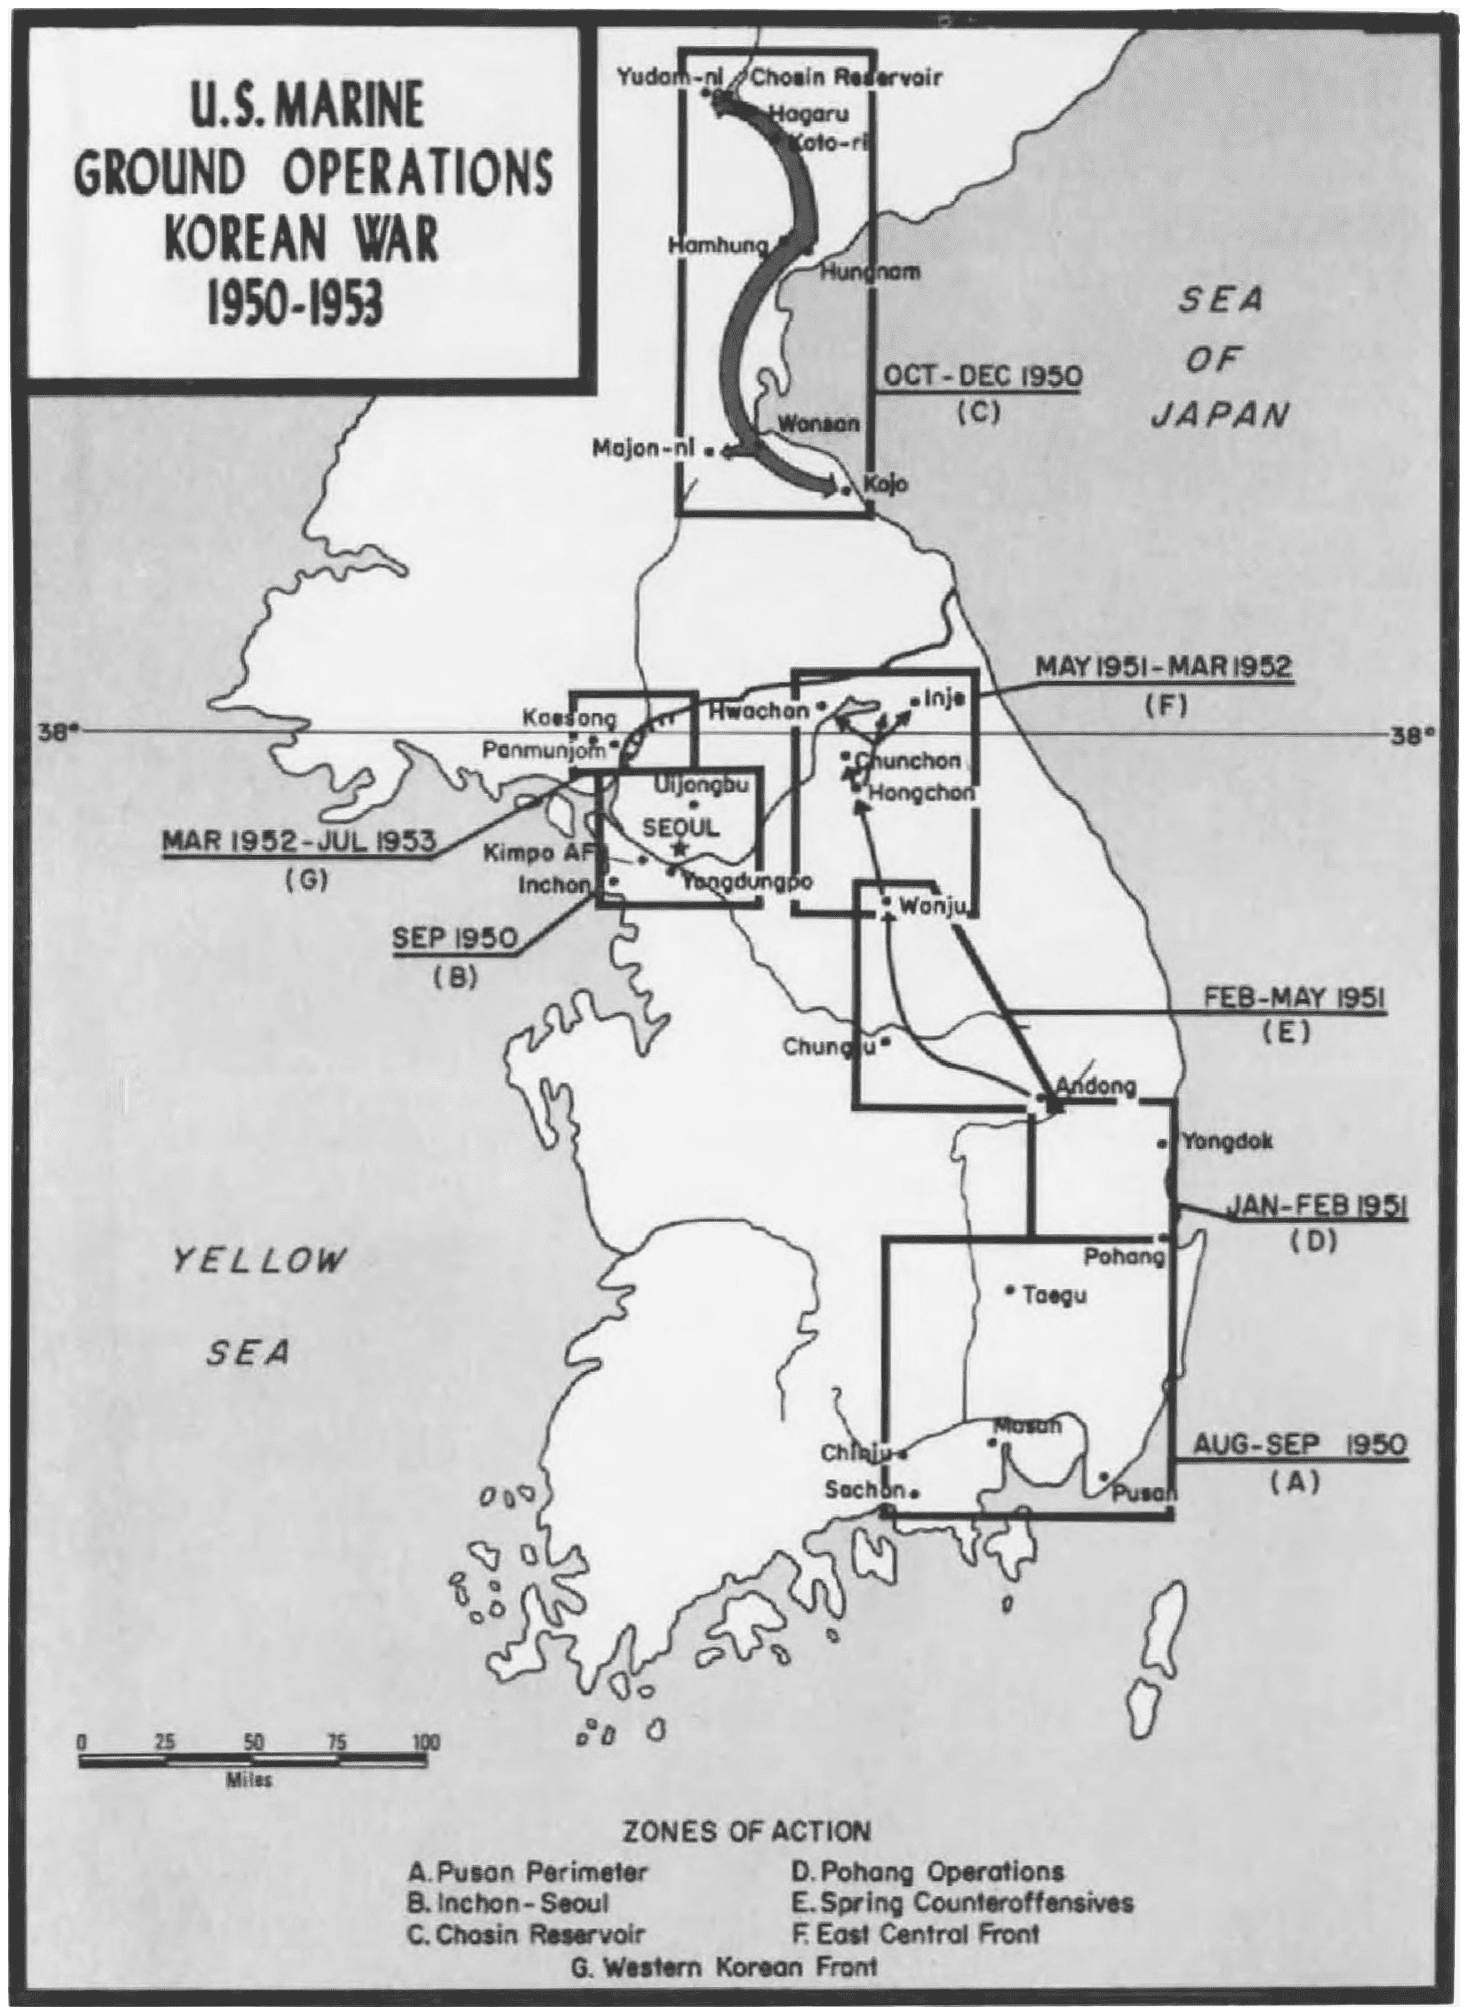 U.S. MARINE
GROUND OPERATIONS
KOREAN WAR
1950-1953
Yudam-ni
Chosin Reservoir
Hagaru
Koto-ri
Hamhung
Hungnam
SEA
OF
JAPAN
OCT-DEC 1950
(C)
Wonsan
Majon-ni
Kojo
MAY 1951-MAR 1952
(F)
Kaesong
Hwachon
Inje
38°
38°
Panmunjom
Chunchon
Uijongbu
Hongchon
SEOUL
MAR 1952-JUL 1953
(G)
Kimpo AF
Inchon
Yongdungpo
Wonju
SEP 1950
(B)
FEB-MAY 1951
(E)
Chungju
Andong
Yongdok
JAN-FEB 1951
(D)
Pohang
YELLOW
SEA
Taegu
Masan
Chinju
AUG-SEP 1950
(A)
Sachon
Pusan
0 25 50 75 100
Miles
ZONES OF ACTION
A. Pusan Perimeter
B. Inchon-Seoul
C. Chosin Reservoir
D. Pohang Operations
E. Spring Counteroffensives
F. East Central Front
G. Western Korean Front